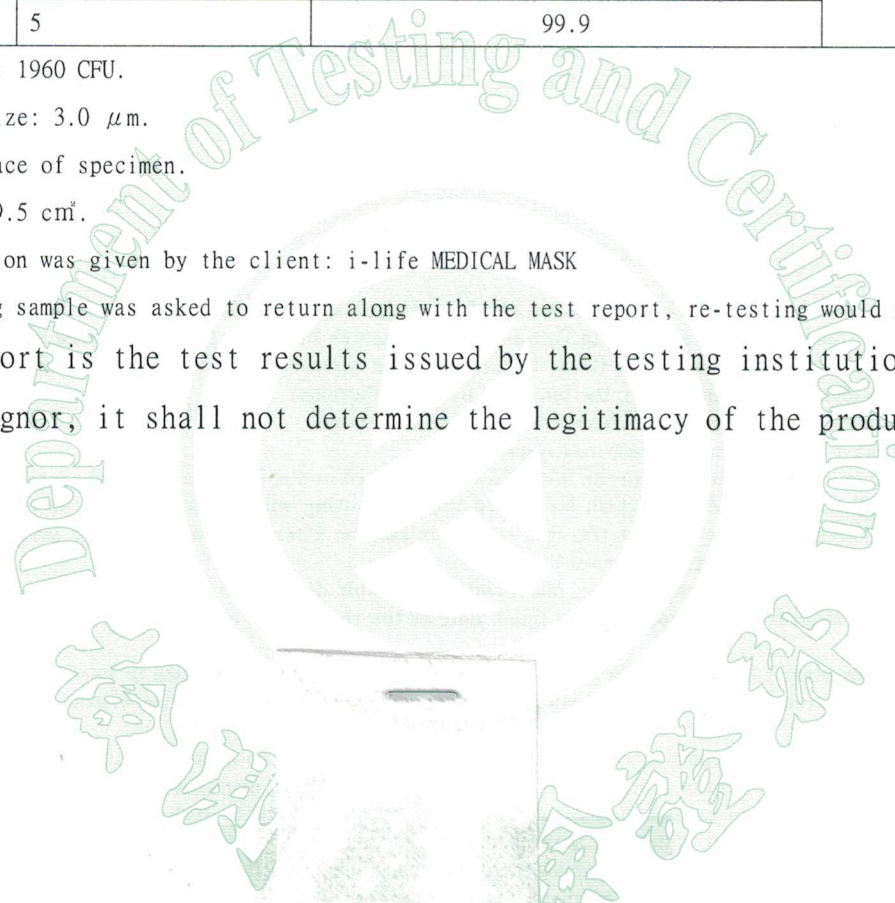 5 99.9
1960 CFU.
ze: 3.0 μm.
ce of specimen.
9.5 cm².
on was given by the client: i-life MEDICAL MASK
sample was asked to return along with the test report, re-testing would
ort is the test results issued by the testing institutio
gnor, it shall not determine the legitimacy of the produ
Department of Testing and Certification